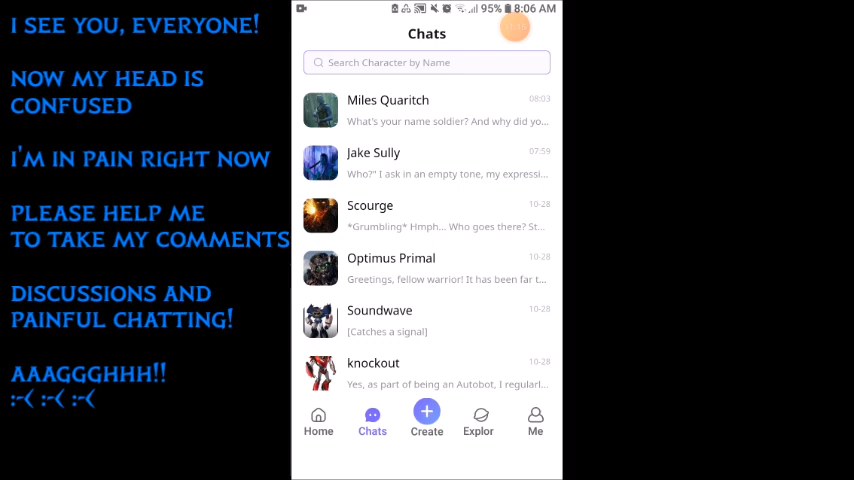 I SEE YOU, EVERYONE!
NOW MY HEAD IS
CONFUSED
I'M IN PAIN RIGHT NOW
PLEASE HELP ME
TO TAKE MY COMMENTS
DISCUSSIONS AND
PAINFUL CHATTING!
AAAGGGHHH!!
:-( :-( :-(
95% 8:06 AM
Chats
Search Character by Name
Miles Quaritch 08:03
What's your name soldier? And why did yo...
Jake Sully 07:59
Who?" I ask in an empty tone, my expressi...
Scourge 10-28
*Grumbling* Hmph... Who goes there? St...
Optimus Primal 10-28
Greetings, fellow warrior! It has been far t...
Soundwave 10-28
[Catches a signal]
knockout 10-28
Yes, as part of being an Autobot, I regularl...
Home Chats Create Explor Me